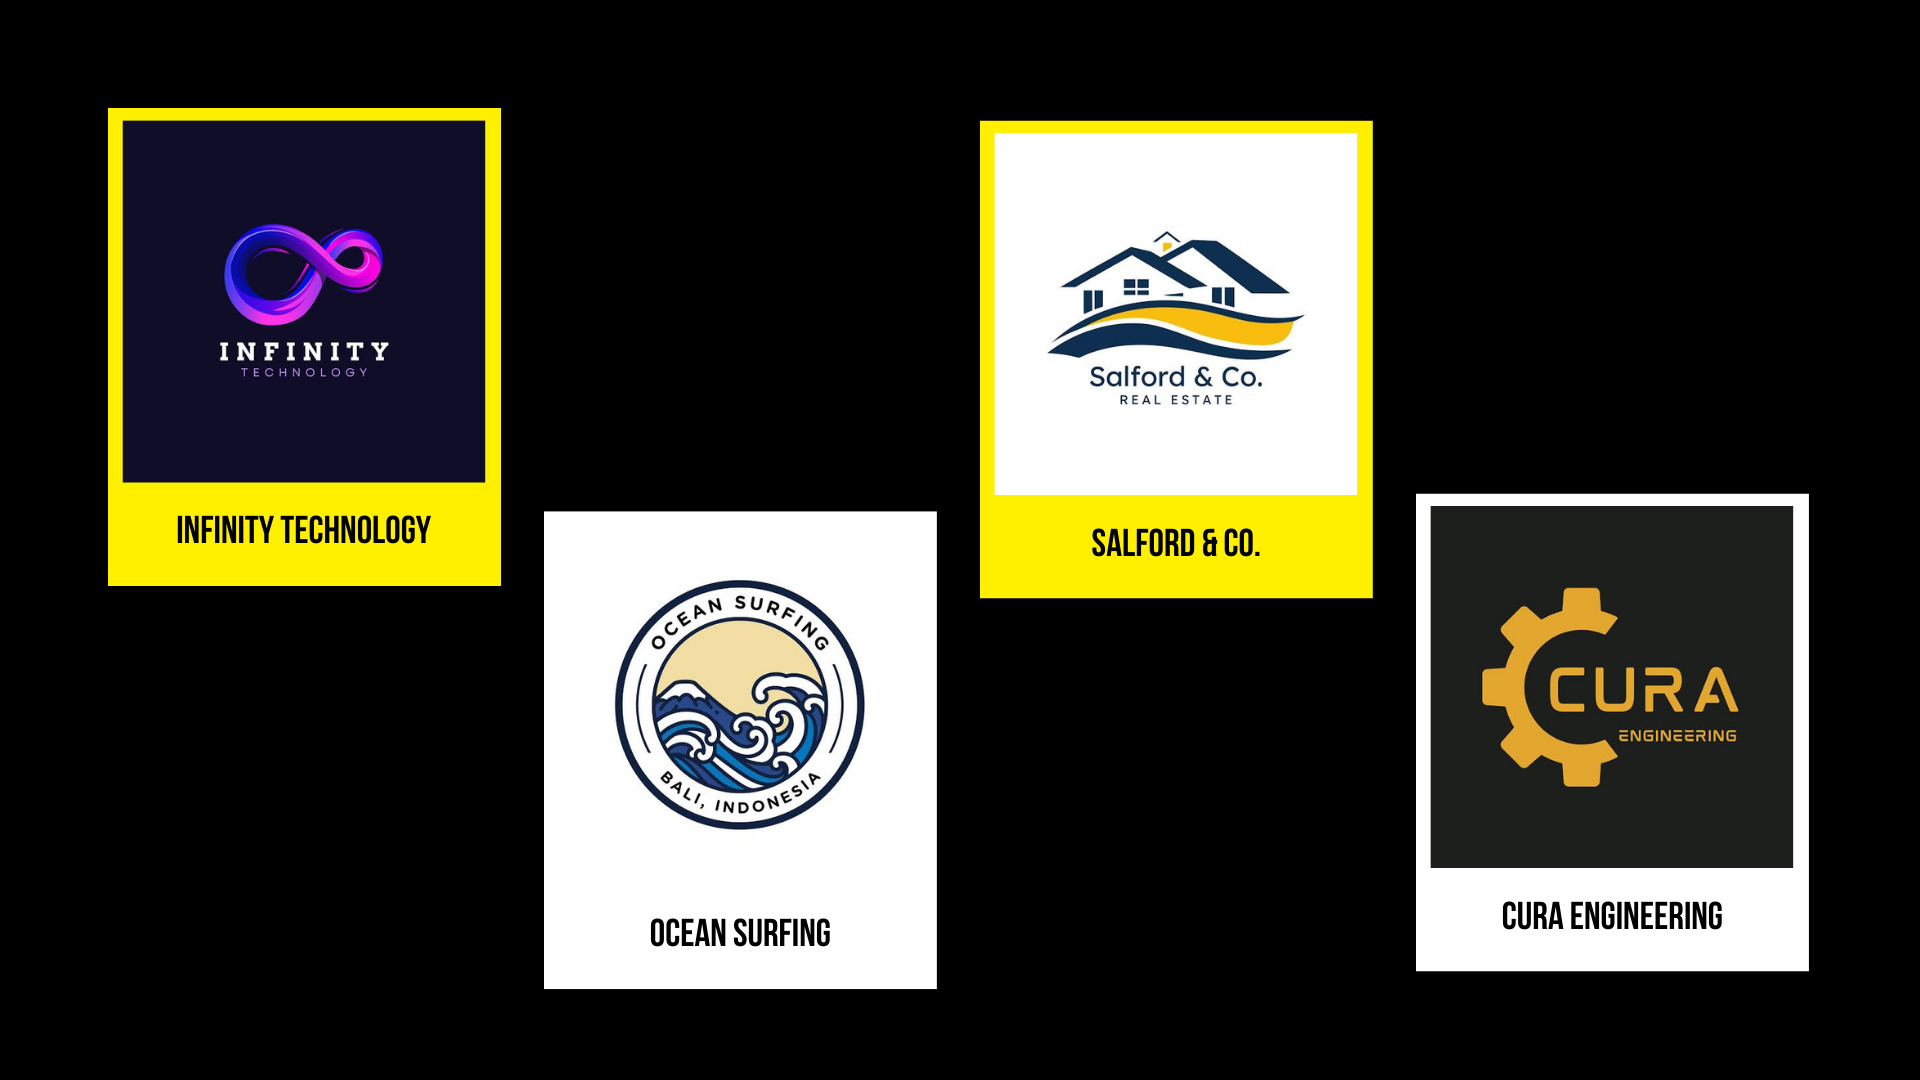 INFINITY
TECHNOLOGY
INFINITY TECHNOLOGY
OCEAN SURFING
BALI, INDONESIA
OCEAN SURFING
Salford & Co.
REAL ESTATE
SALFORD & CO.
CURA
ENGINEERING
CURA ENGINEERING